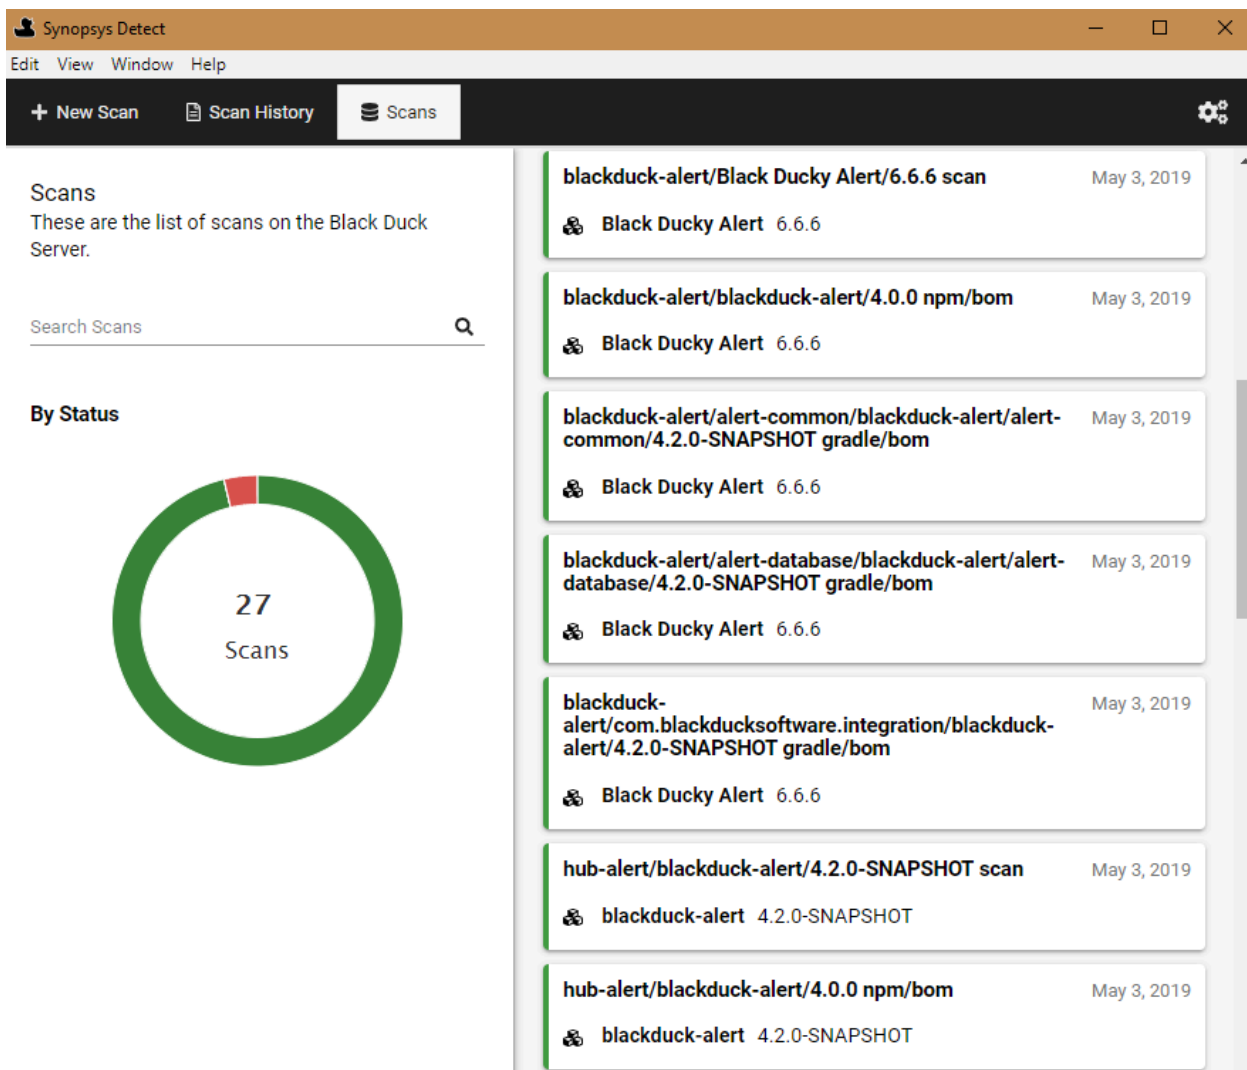 Synopsys Detect
Edit View Window Help
New Scan Scan History Scans
Scans
These are the list of scans on the Black Duck
Server.
Search Scans
By Status
27
Scans
blackduck-alert/Black Ducky Alert/6.6.6 scan May 3, 2019
Black Ducky Alert 6.6.6
blackduck-alert/blackduck-alert/4.0.0 npm/bom May 3, 2019
Black Ducky Alert 6.6.6
blackduck-alert/alert-common/blackduck-alert/alert- May 3, 2019
common/4.2.0-SNAPSHOT gradle/bom
Black Ducky Alert 6.6.6
blackduck-alert/alert-database/blackduck-alert/alert- May 3, 2019
database/4.2.0-SNAPSHOT gradle/bom
Black Ducky Alert 6.6.6
blackduck- May 3, 2019
alert/com.blackducksoftware.integration/blackduck-
alert/4.2.0-SNAPSHOT gradle/bom
Black Ducky Alert 6.6.6
hub-alert/blackduck-alert/4.2.0-SNAPSHOT scan May 3, 2019
blackduck-alert 4.2.0-SNAPSHOT
hub-alert/blackduck-alert/4.0.0 npm/bom May 3, 2019
blackduck-alert 4.2.0-SNAPSHOT